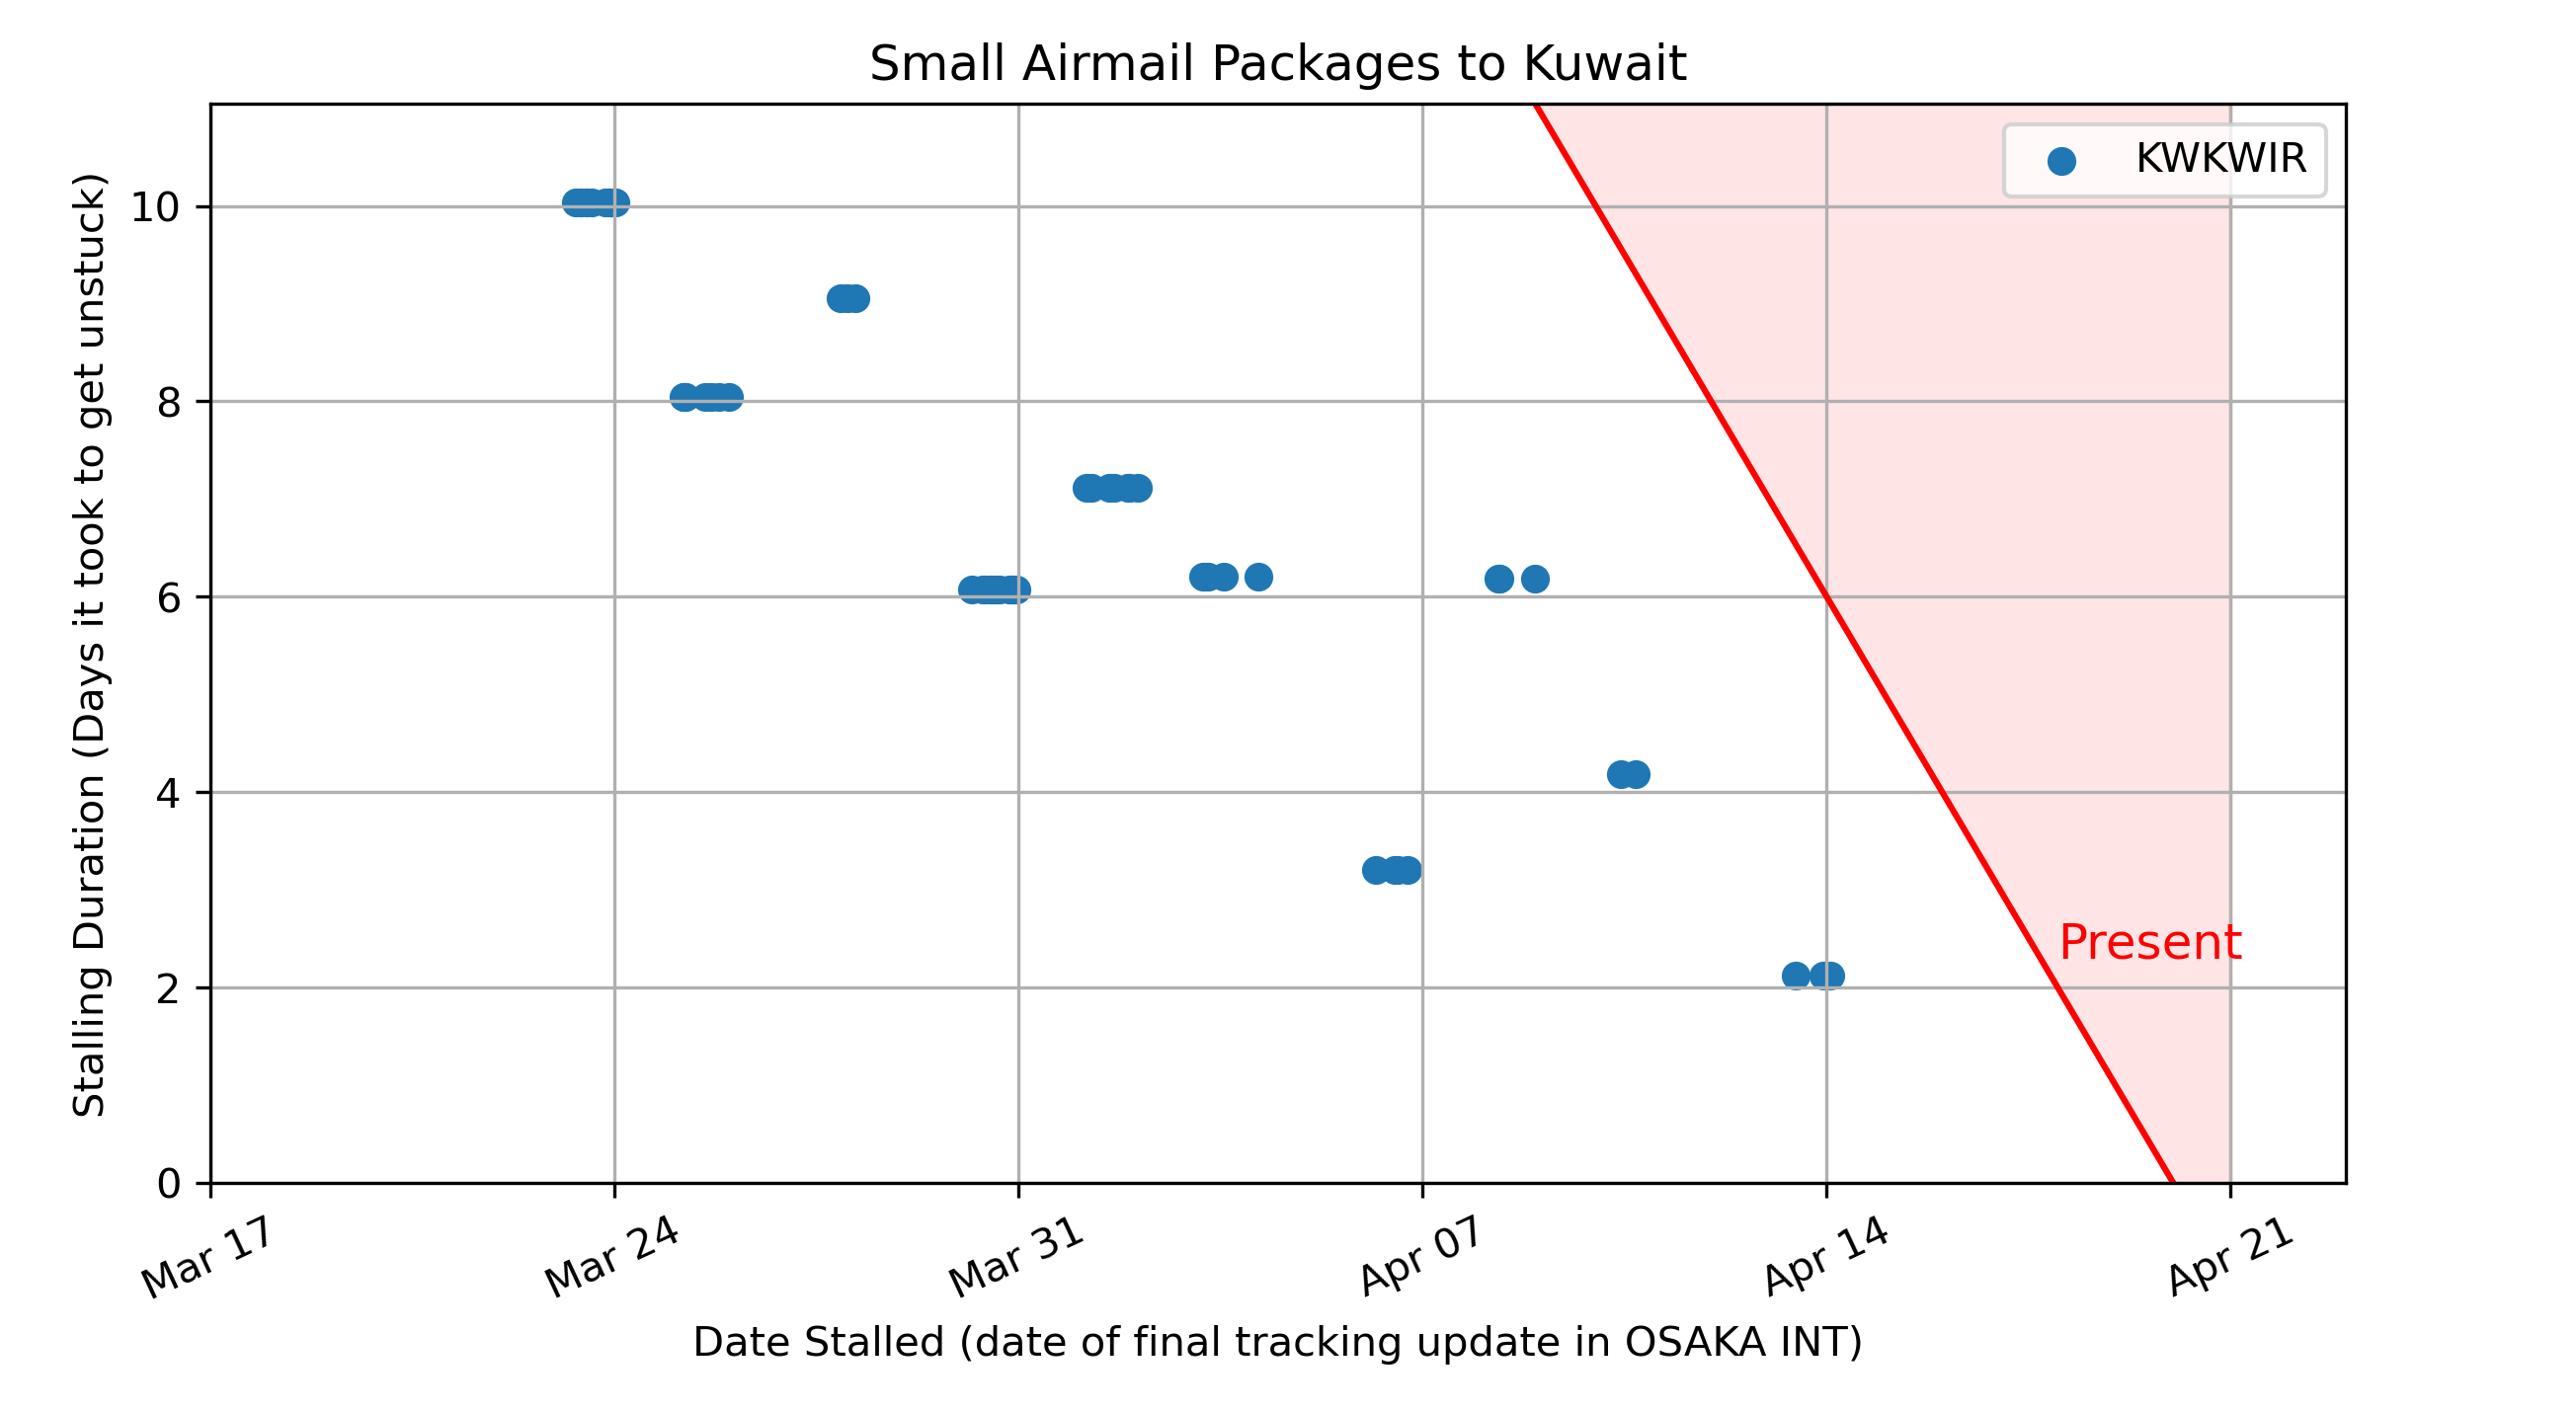 Small Airmail Packages to Kuwait
KWKWIR
Stalling Duration (Days it took to get unstuck)
10
8
6
4
2
0
Present
Mar 17
Mar 24
Mar 31
Apr 07
Apr 14
Apr 21
Date Stalled (date of final tracking update in OSAKA INT)